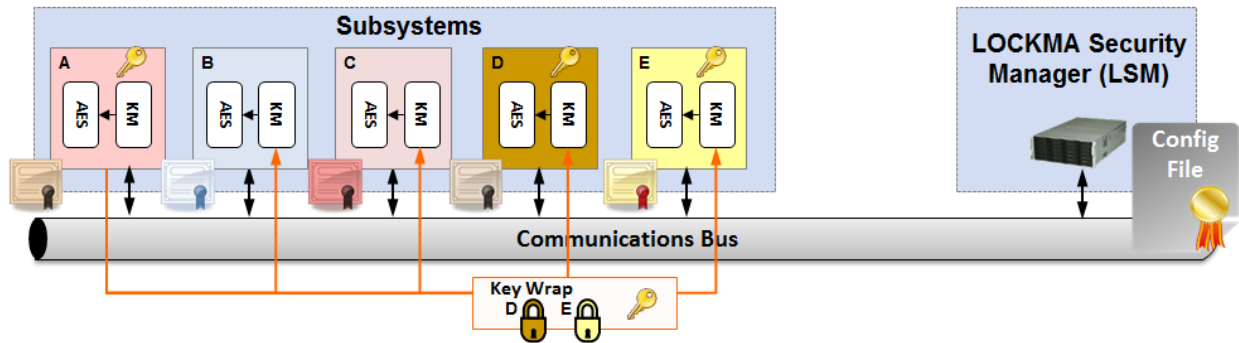 Subsystems
A
AES
KM
B
AES
KM
C
AES
KM
D
AES
KM
E
AES
KM
LOCKMA Security
Manager (LSM)
Config
File
Communications Bus
Key Wrap
D
E